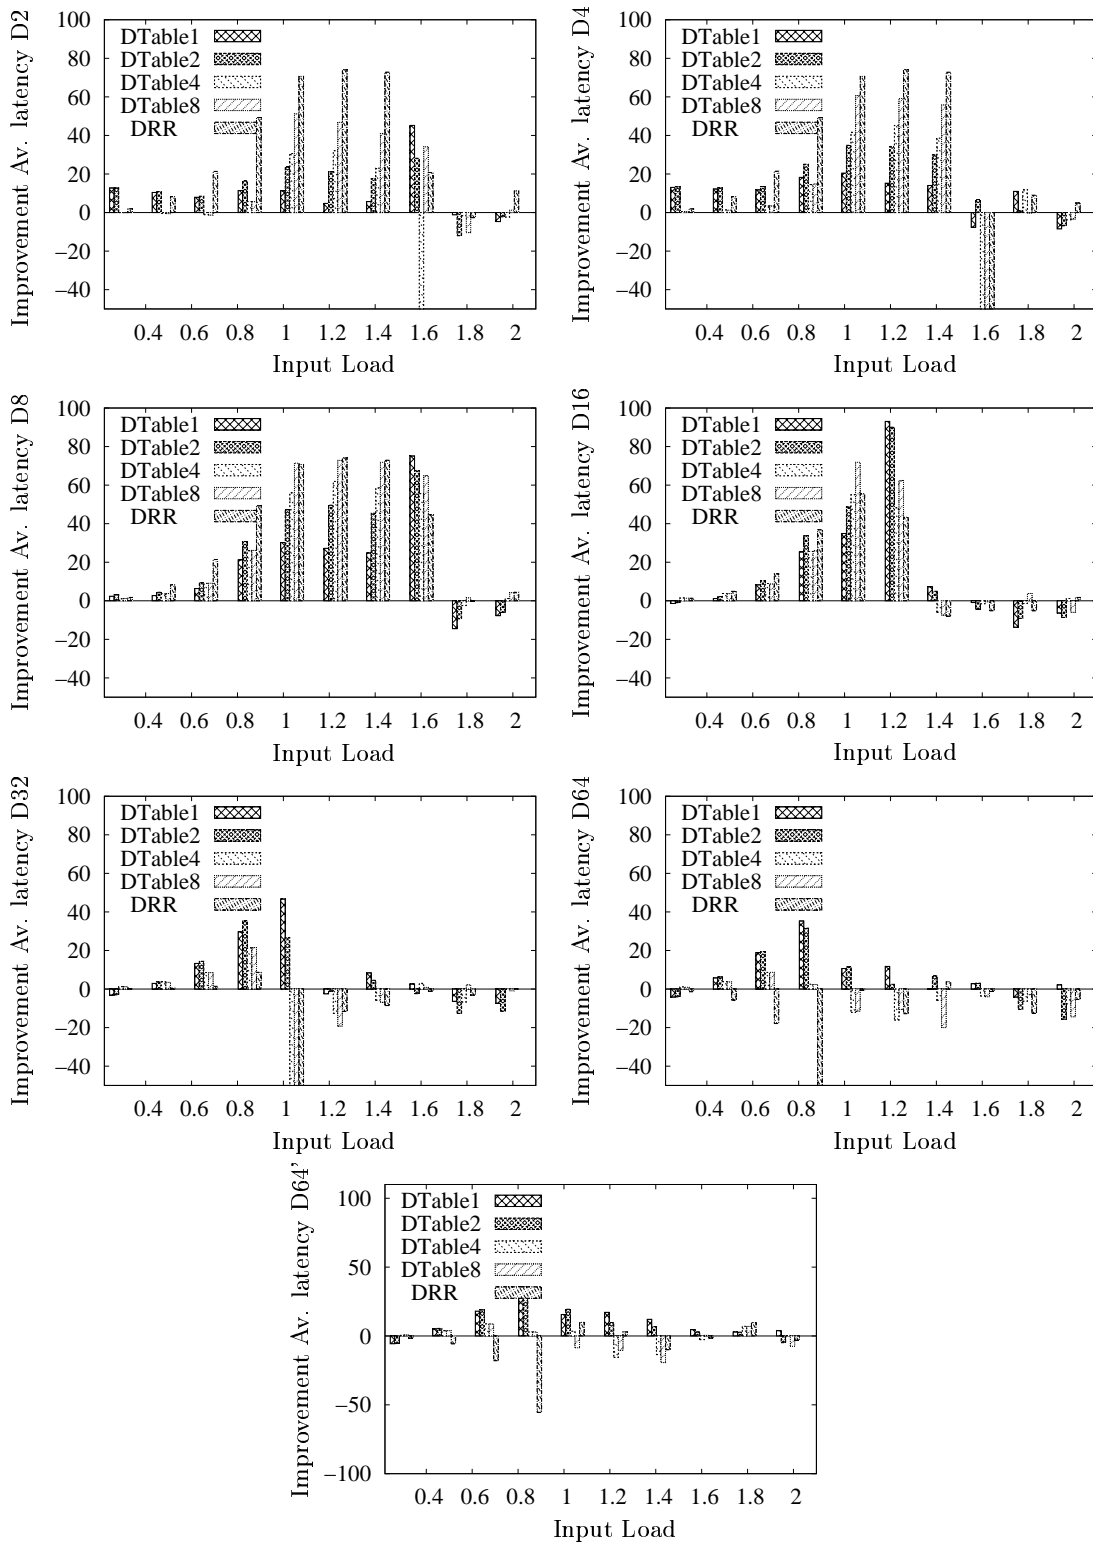 Improvement Av. latency D2
100
80
60
40
20
0
−20
−40
DTable1
DTable2
DTable4
DTable8
DRR
0.4 0.6 0.8 1 1.2 1.4 1.6 1.8 2
Input Load
Improvement Av. latency D4
100
80
60
40
20
0
−20
−40
DTable1
DTable2
DTable4
DTable8
DRR
0.4 0.6 0.8 1 1.2 1.4 1.6 1.8 2
Input Load
Improvement Av. latency D8
100
80
60
40
20
0
−20
−40
DTable1
DTable2
DTable4
DTable8
DRR
0.4 0.6 0.8 1 1.2 1.4 1.6 1.8 2
Input Load
Improvement Av. latency D16
100
80
60
40
20
0
−20
−40
DTable1
DTable2
DTable4
DTable8
DRR
0.4 0.6 0.8 1 1.2 1.4 1.6 1.8 2
Input Load
Improvement Av. latency D32
100
80
60
40
20
0
−20
−40
DTable1
DTable2
DTable4
DTable8
DRR
0.4 0.6 0.8 1 1.2 1.4 1.6 1.8 2
Input Load
Improvement Av. latency D64
100
80
60
40
20
0
−20
−40
DTable1
DTable2
DTable4
DTable8
DRR
0.4 0.6 0.8 1 1.2 1.4 1.6 1.8 2
Input Load
Improvement Av. latency D64'
100
50
0
−50
−100
DTable1
DTable2
DTable4
DTable8
DRR
0.4 0.6 0.8 1 1.2 1.4 1.6 1.8 2
Input Load